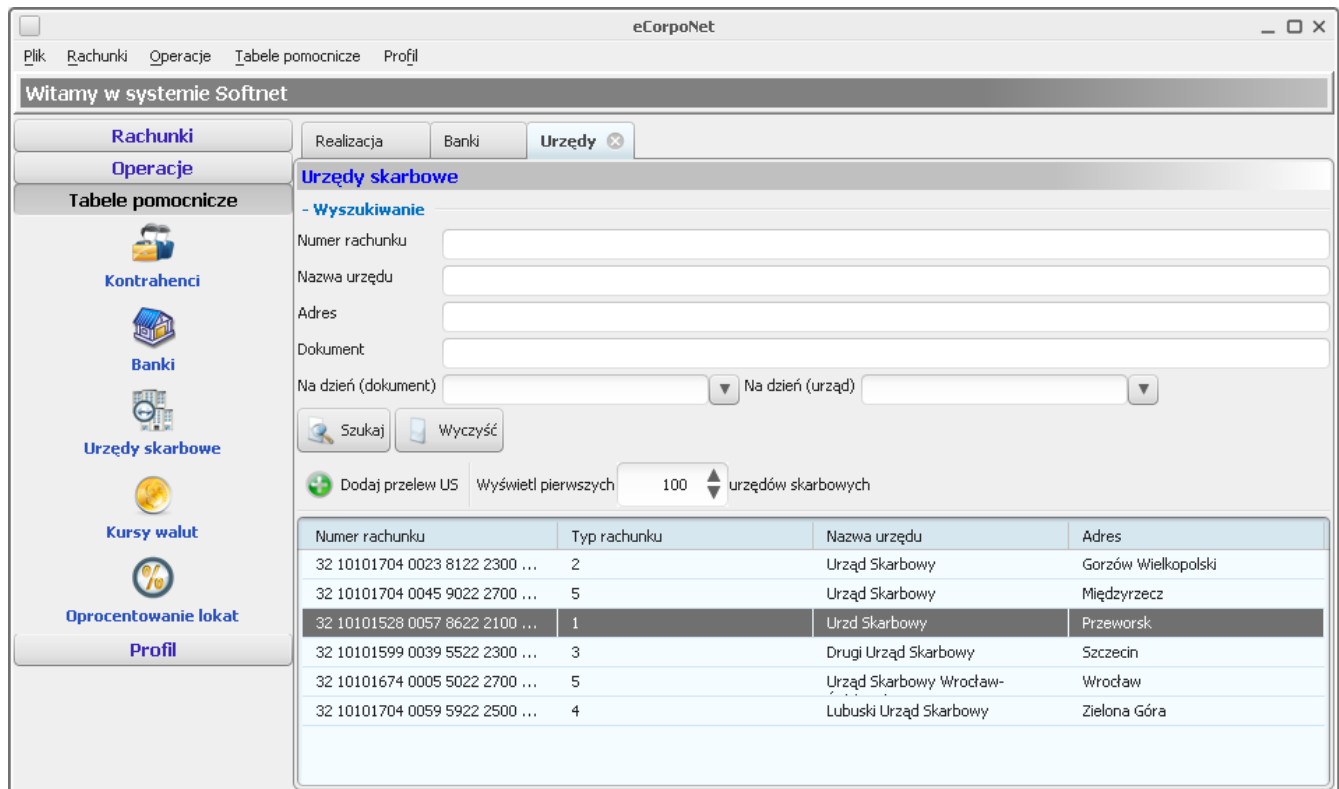 eCorpoNet
Plik Rachunki Operacje Tabele pomocnicze Profil
Witamy w systemie Softnet
Rachunki
Operacje
Tabele pomocnicze
Kontrahenci
Banki
Urzędy skarbowe
Kursy walut
Oprocentowanie lokat
Profil
Realizacja Banki Urzędy
Urzędy skarbowe
- Wyszukiwanie
Numer rachunku
Nazwa urzędu
Adres
Dokument
Na dzień (dokument) Na dzień (urząd)
Szukaj Wyczyść
Dodaj przelew US Wyświetl pierwszych 100 urzędów skarbowych
Numer rachunku Typ rachunku Nazwa urzędu Adres
32 10101704 0023 8122 2300 ... 2 Urząd Skarbowy Gorzów Wielkopolski
32 10101704 0045 9022 2700 ... 5 Urząd Skarbowy Międzyrzecz
32 10101528 0057 8622 2100 ... 1 Urzd Skarbowy Przeworsk
32 10101599 0039 5522 2300 ... 3 Drugi Urząd Skarbowy Szczecin
32 10101674 0005 5022 2700 ... 5 Urząd Skarbowy Wrocław- Wrocław
32 10101704 0059 5922 2500 ... 4 Lubuski Urząd Skarbowy Zielona Góra